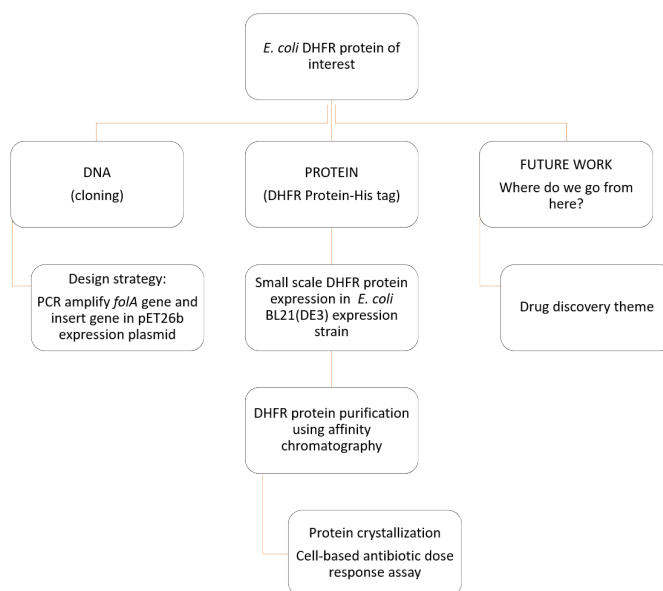 E. coli DHFR protein of
interest
DNA
(cloning)
PROTEIN
(DHFR Protein-His tag)
FUTURE WORK
Where do we go from
here?
Design strategy:
PCR amplify folA gene and
insert gene in pET26b
expression plasmid
Small scale DHFR protein
expression in E. coli
BL21(DE3) expression
strain
Drug discovery theme
DHFR protein purification
using affinity
chromatography
Protein crystallization
Cell-based antibiotic dose
response assay